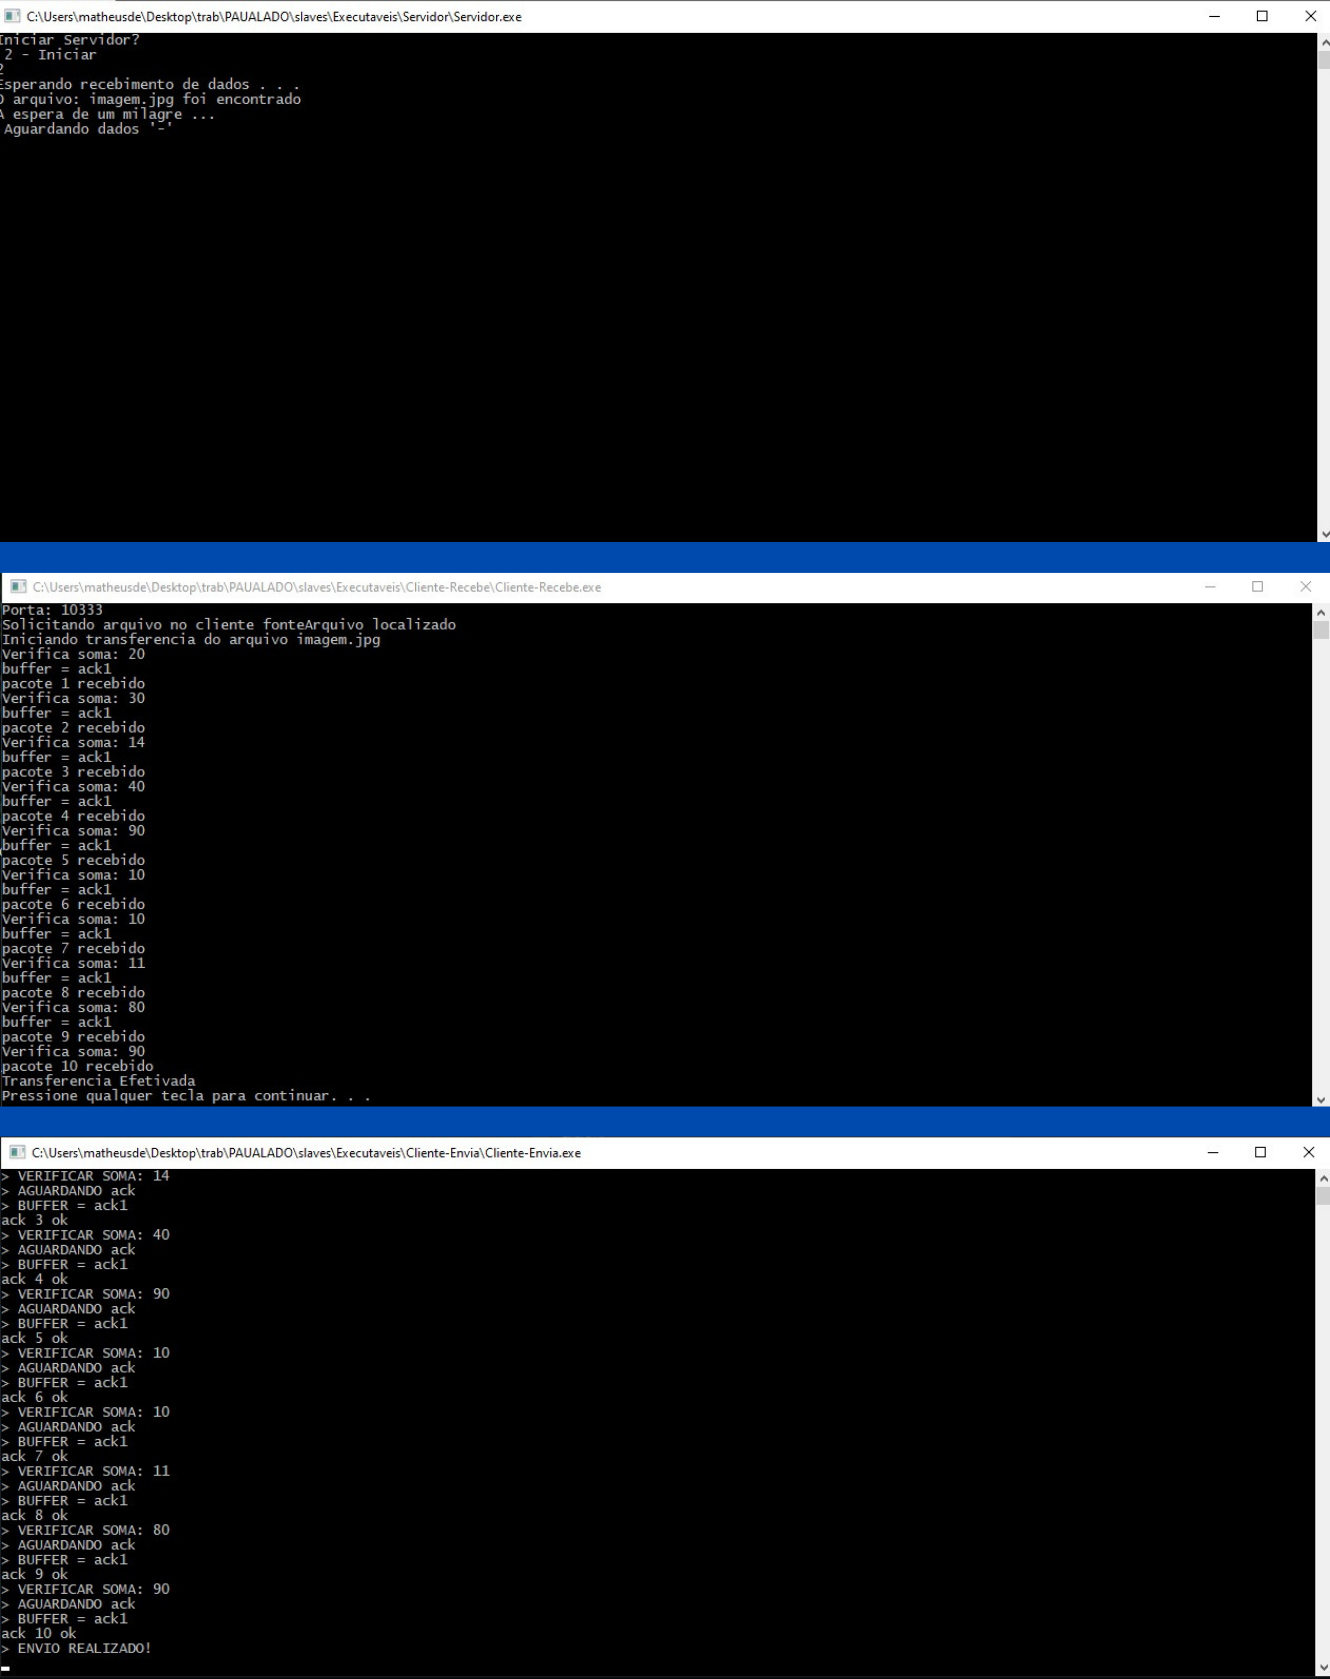 C:\Users\matheusde\Desktop\trab\PAUALADO\slaves\Executaveis\Servidor\Servidor.exe
Iniciar Servidor?
2 - Iniciar
2
Esperando recebimento de dados . . .
O arquivo: imagem.jpg foi encontrado
A espera de um milagre ...
Aguardando dados '-'
C:\Users\matheusde\Desktop\trab\PAUALADO\slaves\Executaveis\Cliente-Recebe\Cliente-Recebe.exe
Porta: 10333
Solicitando arquivo no cliente fonteArquivo localizado
Iniciando transferencia do arquivo imagem.jpg
Verifica soma: 20
buffer = ack1
pacote 1 recebido
Verifica soma: 30
buffer = ack1
pacote 2 recebido
Verifica soma: 14
buffer = ack1
pacote 3 recebido
Verifica soma: 40
buffer = ack1
pacote 4 recebido
Verifica soma: 90
buffer = ack1
pacote 5 recebido
Verifica soma: 10
buffer = ack1
pacote 6 recebido
Verifica soma: 10
buffer = ack1
pacote 7 recebido
Verifica soma: 11
buffer = ack1
pacote 8 recebido
Verifica soma: 80
buffer = ack1
pacote 9 recebido
Verifica soma: 90
pacote 10 recebido
Transferencia Efetivada
Pressione qualquer tecla para continuar. . .
C:\Users\matheusde\Desktop\trab\PAUALADO\slaves\Executaveis\Cliente-Envia\Cliente-Envia.exe
> VERIFICAR SOMA: 14
> AGUARDANDO ack
> BUFFER = ack1
ack 3 ok
> VERIFICAR SOMA: 40
> AGUARDANDO ack
> BUFFER = ack1
ack 4 ok
> VERIFICAR SOMA: 90
> AGUARDANDO ack
> BUFFER = ack1
ack 5 ok
> VERIFICAR SOMA: 10
> AGUARDANDO ack
> BUFFER = ack1
ack 6 ok
> VERIFICAR SOMA: 10
> AGUARDANDO ack
> BUFFER = ack1
ack 7 ok
> VERIFICAR SOMA: 11
> AGUARDANDO ack
> BUFFER = ack1
ack 8 ok
> VERIFICAR SOMA: 80
> AGUARDANDO ack
> BUFFER = ack1
ack 9 ok
> VERIFICAR SOMA: 90
> AGUARDANDO ack
> BUFFER = ack1
ack 10 ok
> ENVIO REALIZADO!